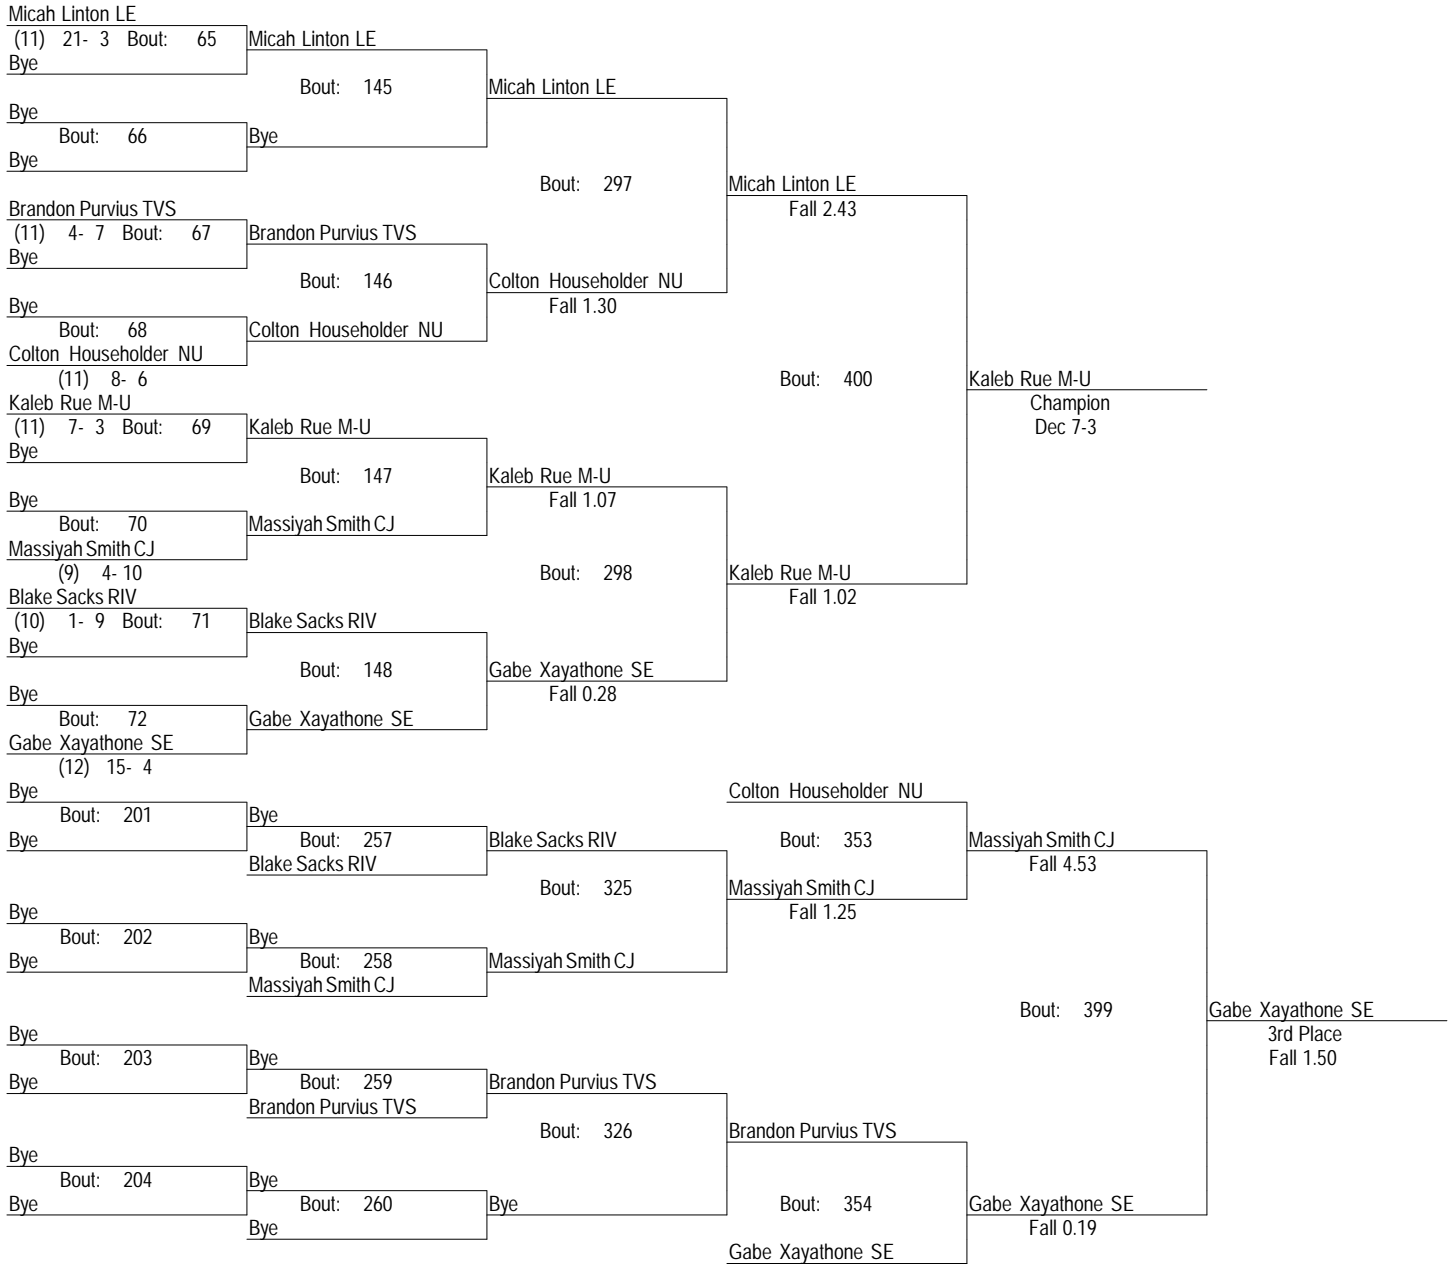 Micah Linton LE
(11) 21- 3 Bout: 65 Micah Linton LE
Bye
Bout: 145 Micah Linton LE
Bye
Bout: 66 Bye
Bye
Bout: 297 Micah Linton LE
Brandon Purvius TVS Fall 2.43
(11) 4- 7 Bout: 67 Brandon Purvius TVS
Bye
Bout: 146 Colton Householder NU
Bye Fall 1.30
Bout: 68 Colton Householder NU
Colton Householder NU
(11) 8- 6 Bout: 400 Kaleb Rue M-U
Kaleb Rue M-U Champion
(11) 7- 3 Bout: 69 Kaleb Rue M-U Dec 7-3
Bye
Bout: 147 Kaleb Rue M-U
Bye Fall 1.07
Bout: 70 Massiyah Smith CJ
Massiyah Smith CJ
(9) 4- 10 Bout: 298 Kaleb Rue M-U
Blake Sacks RIV Fall 1.02
(10) 1- 9 Bout: 71 Blake Sacks RIV
Bye
Bout: 148 Gabe Xayathone SE
Bye Fall 0.28
Bout: 72 Gabe Xayathone SE
Gabe Xayathone SE
(12) 15- 4
Bye Colton Householder NU
Bout: 201 Bye
Bye Bout: 257 Blake Sacks RIV Bout: 353 Massiyah Smith CJ
Blake Sacks RIV Fall 4.53
Bout: 325 Massiyah Smith CJ
Bye Fall 1.25
Bout: 202 Bye
Bye Bout: 258 Massiyah Smith CJ
Massiyah Smith CJ
Bout: 399 Gabe Xayathone SE
Bye 3rd Place
Bout: 203 Bye Fall 1.50
Bye Bout: 259 Brandon Purvius TVS
Brandon Purvius TVS
Bout: 326 Brandon Purvius TVS
Bye
Bout: 204 Bye
Bye Bout: 260 Bye Bout: 354 Gabe Xayathone SE
Bye Fall 0.19
Gabe Xayathone SE